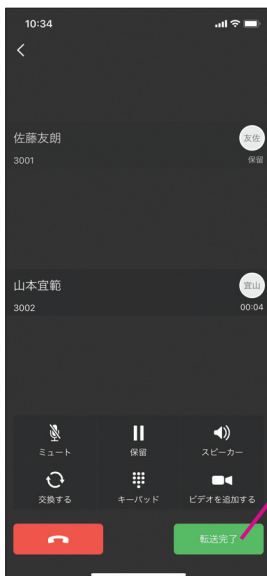 10:34
佐藤友朗
友佐
3001
保留
山本宜範
宜山
3002
00:04
ミュート
保留
スピーカー
交換する
キーパッド
ビデオを追加する
転送完了